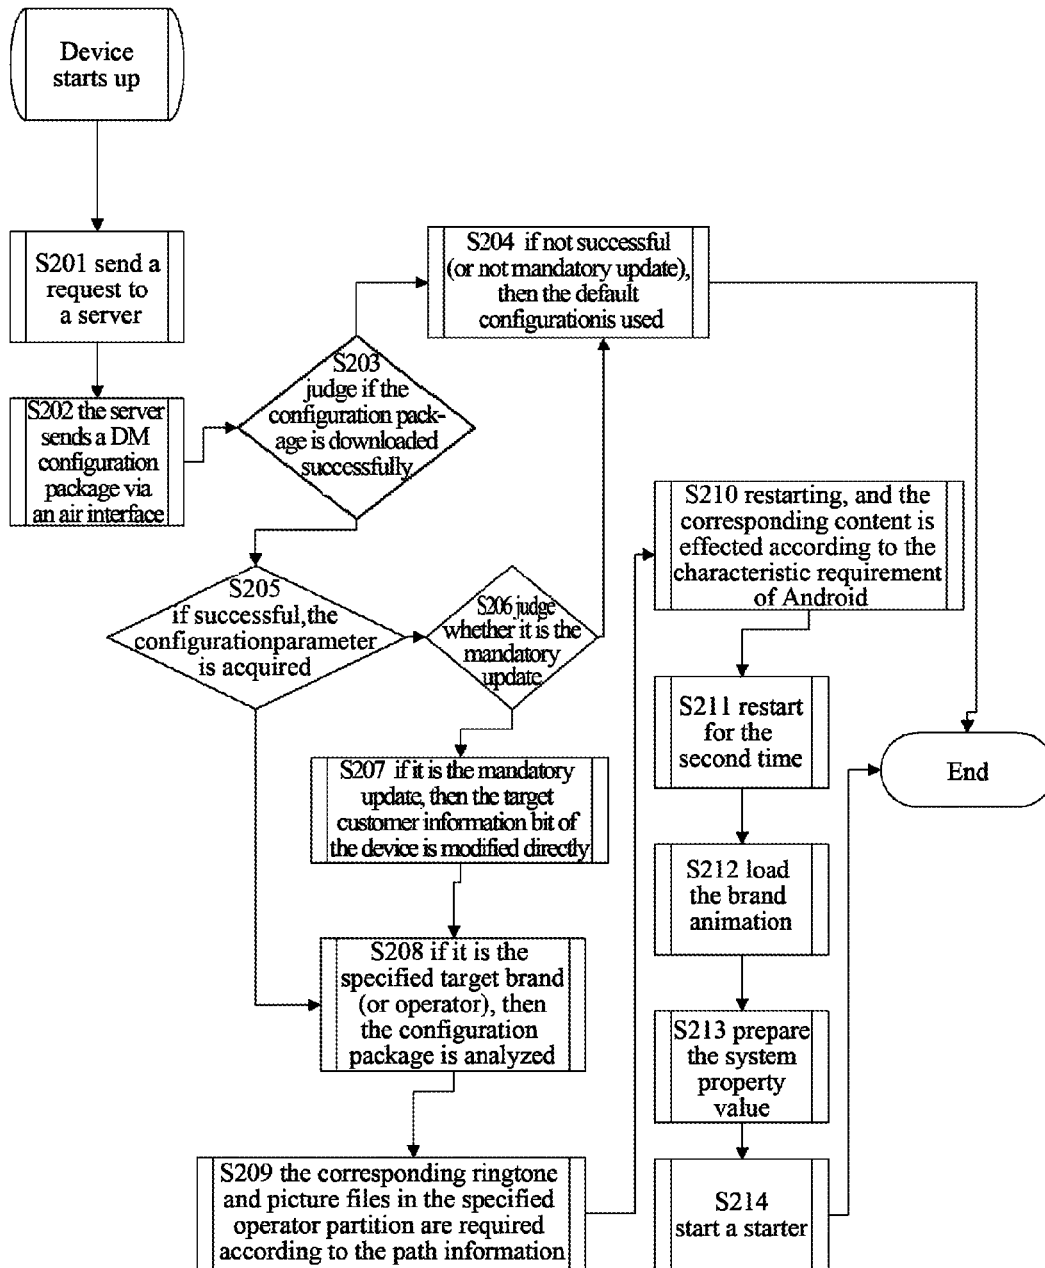 Device
starts up
S201 send a
request to
a server
S202 the server
sends a DM
configuration
package via
an air interface
S203
judge if the
configuration pack-
age is downloaded
successfully
S204 if not successful
(or not mandatory update),
then the default
configurationis used
S205
if successful,the
configurationparameter
is acquired
S206 judge
whether it is the
mandatory
update
S207 if it is the mandatory
update, then the target
customer information bit of
the device is modified directly
S208 if it is the
specified target brand
(or operator), then
the configuration
package is analyzed
S209 the corresponding ringtone
and picture files in the specified
operator partition are required
according to the path information
S210 restarting, and the
corresponding content is
effected according to the
characteristic requirement
of Android
S211 restart
for the
second time
S212 load
the brand
animation
S213 prepare
the system
property
value
S214
start a starter
End